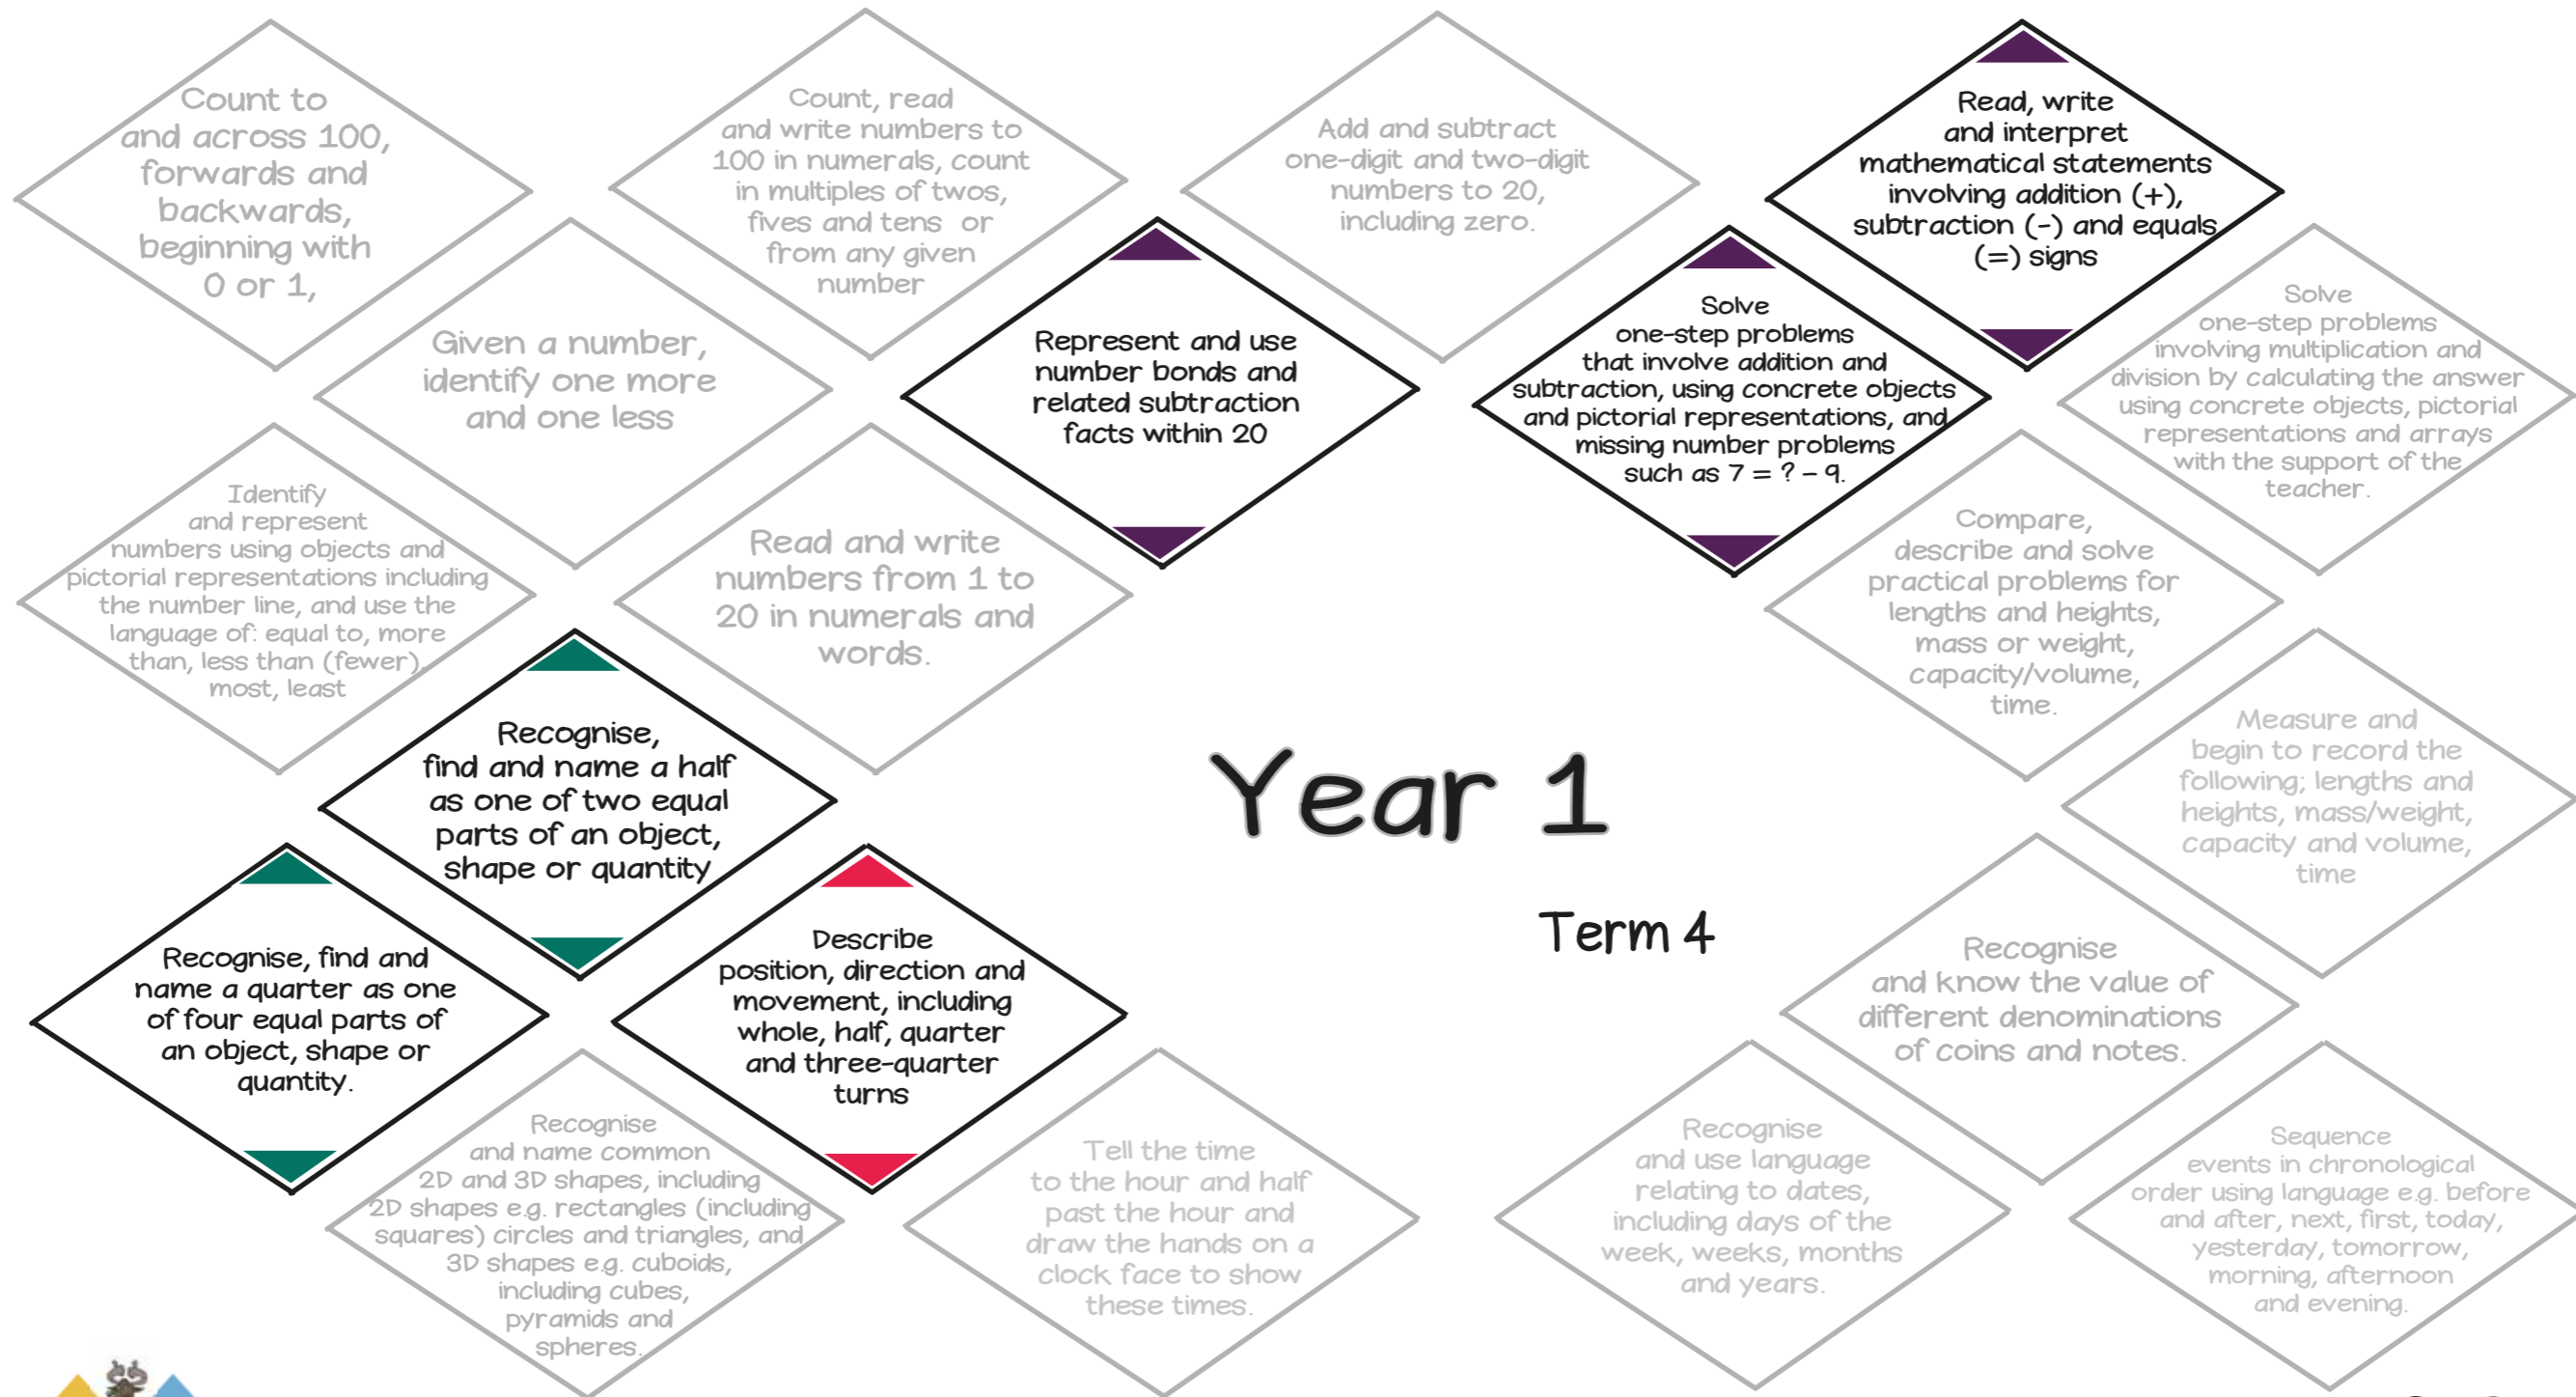 Count to
and across 100,
forwards and
backwards,
beginning with
0 or 1,
Count, read
and write numbers to
100 in numerals, count
in multiples of twos,
fives and tens or
from any given
number
Add and subtract
one-digit and two-digit
numbers to 20,
including zero.
Read, write
and interpret
mathematical statements
involving addition (+),
subtraction (-) and equals
(=) signs
Given a number,
identify one more
and one less
Represent and use
number bonds and
related subtraction
facts within 20
Solve
one-step problems
that involve addition and
subtraction, using concrete objects
and pictorial representations, and
missing number problems
such as 7 = ? – 9.
Solve
one-step problems
involving multiplication and
division by calculating the answer
using concrete objects, pictorial
representations and arrays
with the support of the
teacher.
Identify
and represent
numbers using objects and
pictorial representations including
the number line, and use the
language of: equal to, more
than, less than (fewer),
most, least
Read and write
numbers from 1 to
20 in numerals and
words.
Compare,
describe and solve
practical problems for
lengths and heights,
mass or weight,
capacity/volume,
time.
Recognise,
find and name a half
as one of two equal
parts of an object,
shape or quantity
Year 1
Term 4
Measure and
begin to record the
following; lengths and
heights, mass/weight,
capacity and volume,
time
Recognise, find and
name a quarter as one
of four equal parts of
an object, shape or
quantity.
Describe
position, direction and
movement, including
whole, half, quarter
and three-quarter
turns
Recognise
and know the value of
different denominations
of coins and notes.
Recognise
and name common
2D and 3D shapes, including
2D shapes e.g. rectangles (including
squares) circles and triangles, and
3D shapes e.g. cuboids,
including cubes,
pyramids and
spheres.
Tell the time
to the hour and half
past the hour and
draw the hands on a
clock face to show
these times.
Recognise
and use language
relating to dates,
including days of the
week, weeks, months
and years.
Sequence
events in chronological
order using language e.g. before
and after, next, first, today,
yesterday, tomorrow,
morning, afternoon
and evening.